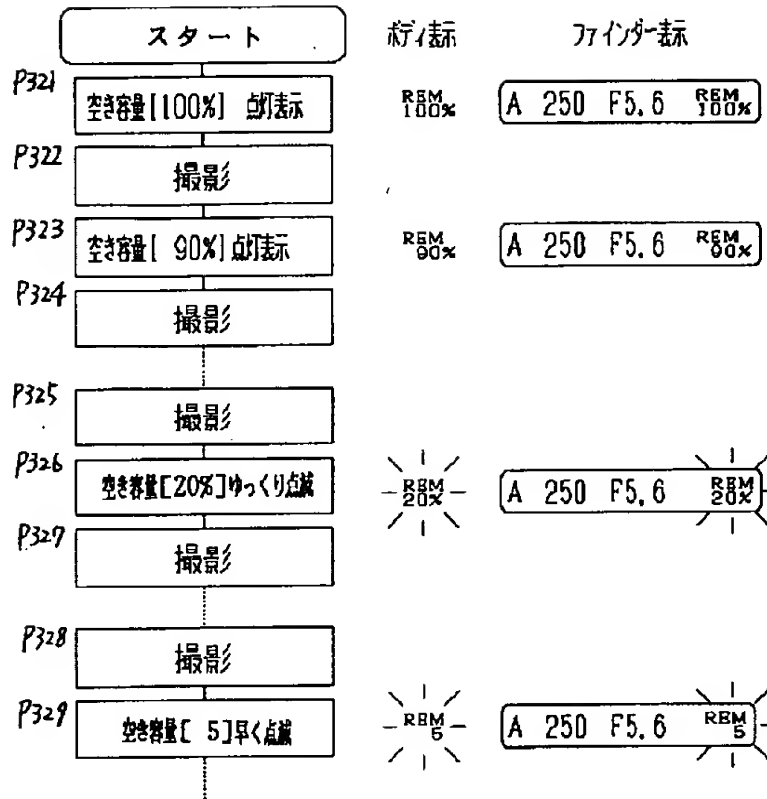 スタート ボディ表示 ファインダー表示
P321 空き容量[100%] 点灯表示 REM 100% A 250 F5.6 REM 100%
P322 撮影
P323 空き容量[ 90%]点灯表示 REM 90% A 250 F5.6 REM 90%
P324 撮影
P325 撮影
P326 空き容量[20%]ゆっくり点滅 REM 20% A 250 F5.6 REM 20%
P327 撮影
P328 撮影
P329 空き容量[ 5]早く点滅 REM 5 A 250 F5.6 REM 5